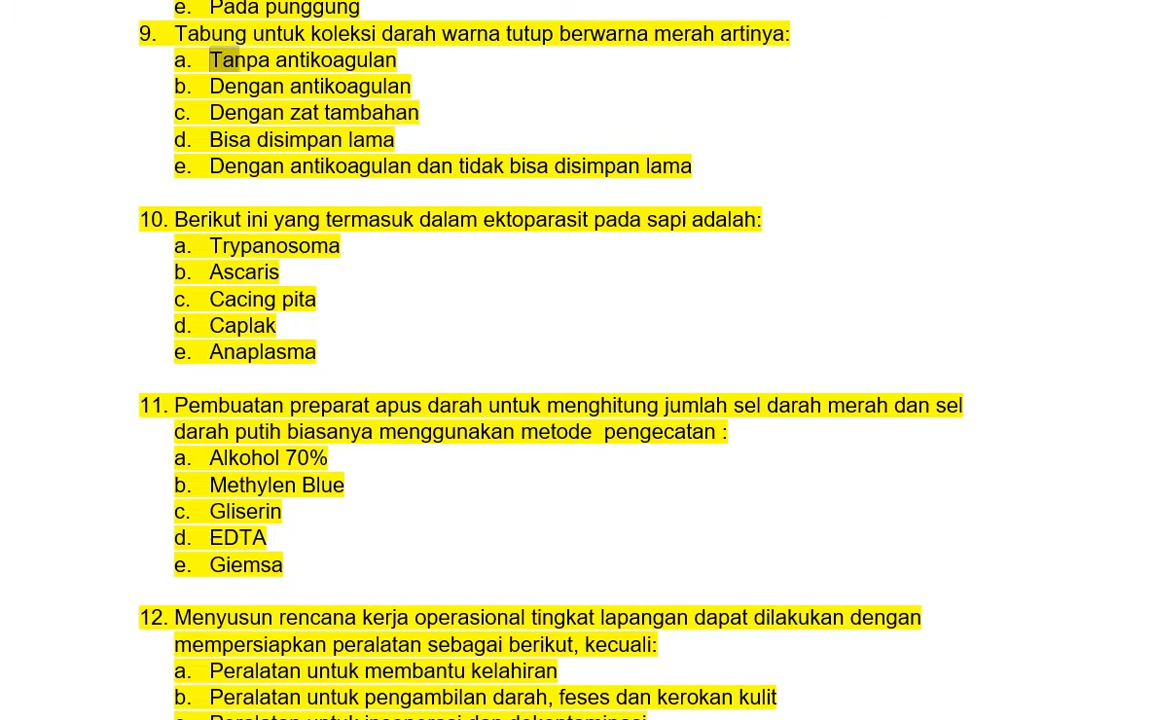 e. Pada punggung
9. Tabung untuk koleksi darah warna tutup berwarna merah artinya:
a. Tanpa antikoagulan
b. Dengan antikoagulan
c. Dengan zat tambahan
d. Bisa disimpan lama
e. Dengan antikoagulan dan tidak bisa disimpan lama
10. Berikut ini yang termasuk dalam ektoparasit pada sapi adalah:
a. Trypanosoma
b. Ascaris
c. Cacing pita
d. Caplak
e. Anaplasma
11. Pembuatan preparat apus darah untuk menghitung jumlah sel darah merah dan sel
darah putih biasanya menggunakan metode  pengecatan :
a. Alkohol 70%
b. Methylen Blue
c. Gliserin
d. EDTA
e. Giemsa
12. Menyusun rencana kerja operasional tingkat lapangan dapat dilakukan dengan
mempersiapkan peralatan sebagai berikut, kecuali:
a. Peralatan untuk membantu kelahiran
b. Peralatan untuk pengambilan darah, feses dan kerokan kulit